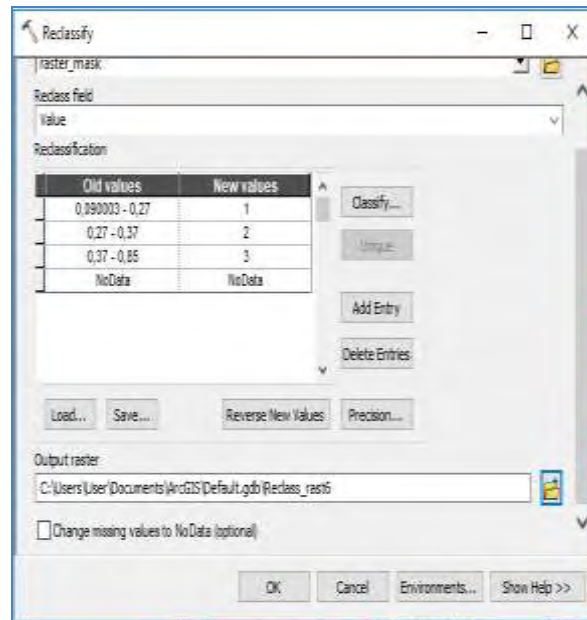 Reclassify
raster_mask
Reclass field
Value
Reclassification
Old values New values
0,090003 - 0,27 1
0,27 - 0,37 2
0,37 - 0,85 3
NoData NoData
Classify...
Unique
Add Entry
Delete Entries
Load... Save... Reverse New Values Precision...
Output raster
C:\Users\User\Documents\ArcGIS\Default.gdb\Reclass_rast6
Change missing values to NoData (optional)
OK Cancel Environments... Show Help >>